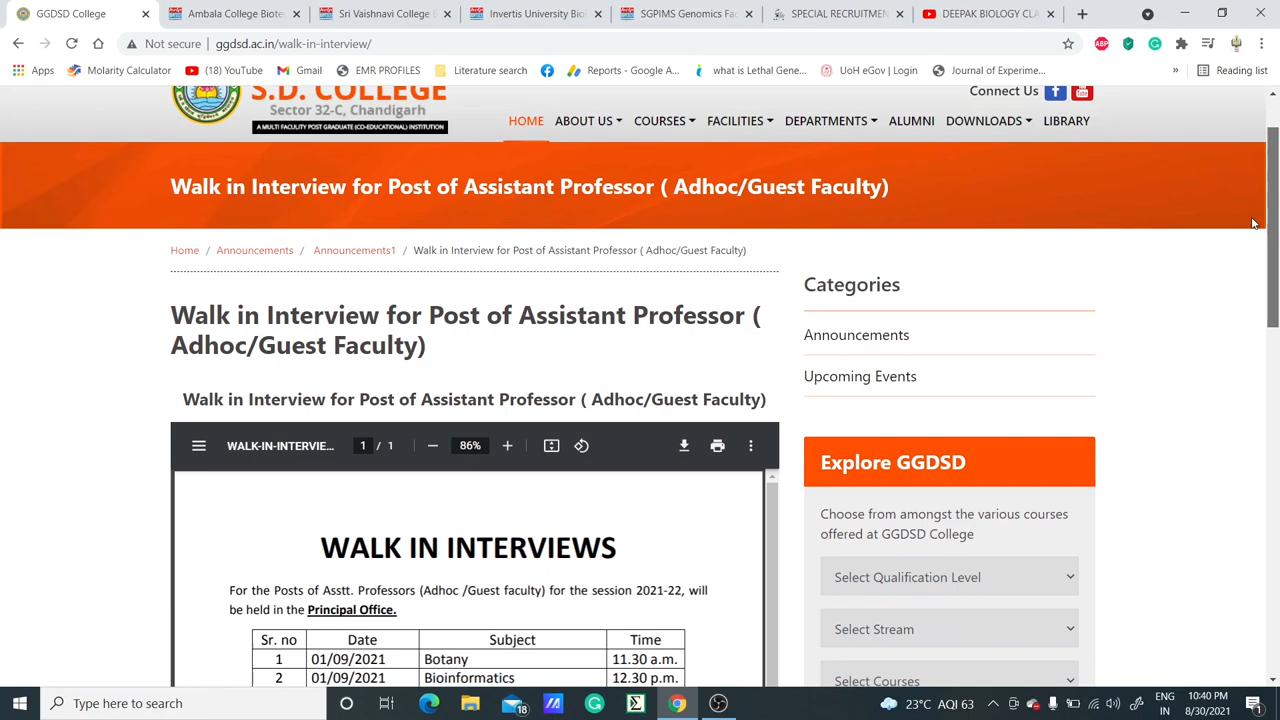 GGDSD College
Ambala College Biote
Sri Vaishnavi College
Invertis University Bio
SGPIMS Genomics Fac
SPECIAL RECRUITMEN
DEEPAK BIOLOGY CLA
Not secure
ggdsd.ac.in/walk-in-interview/
Apps
Molarity Calculator
(18) YouTube
Gmail
EMR PROFILES
Literature search
Reports - Google A...
what is Lethal Gene...
UoH eGov | Login
Journal of Experime...
»
Reading list
S.D. COLLEGE
Sector 32-C, Chandigarh
A MULTI FACULTY POST GRADUATE (CO-EDUCATIONAL) INSTITUTION
Connect Us
HOME ABOUT US COURSES FACILITIES DEPARTMENTS ALUMNI DOWNLOADS LIBRARY
Walk in Interview for Post of Assistant Professor ( Adhoc/Guest Faculty)
Home / Announcements / Announcements1 / Walk in Interview for Post of Assistant Professor ( Adhoc/Guest Faculty)
Walk in Interview for Post of Assistant Professor (
Adhoc/Guest Faculty)
Walk in Interview for Post of Assistant Professor ( Adhoc/Guest Faculty)
WALK-IN-INTERVIE... 1 / 1 86%
WALK IN INTERVIEWS
For the Posts of Asstt. Professors (Adhoc /Guest faculty) for the session 2021-22, will
be held in the Principal Office.
Sr. no Date Subject Time
1 01/09/2021 Botany 11.30 a.m.
2 01/09/2021 Bioinformatics 12.30 p.m.
Categories
Announcements
Upcoming Events
Explore GGDSD
Choose from amongst the various courses
offered at GGDSD College
Select Qualification Level
Select Stream
Select Courses
Type here to search
18
23°C AQI 63
ENG
IN
10:40 PM
8/30/2021
1